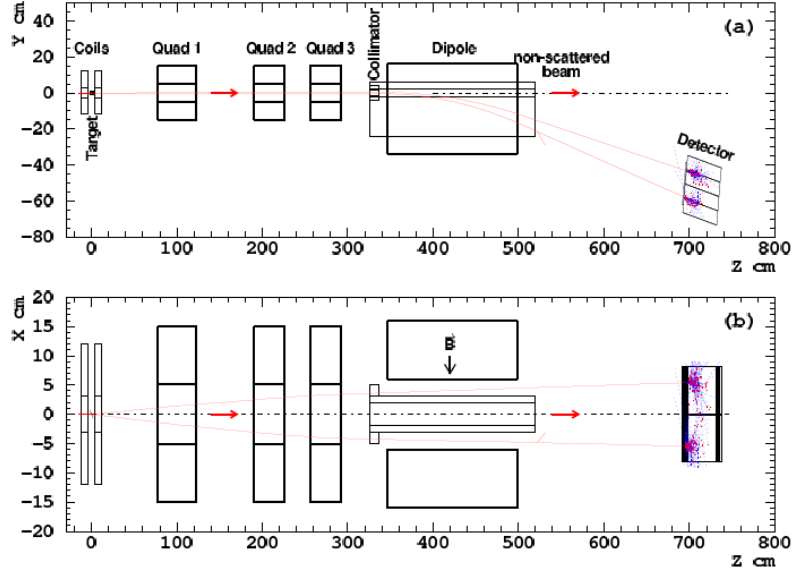 Y cm
40
20
0
-20
-40
-60
-80
(a)
Coils
Quad 1
Quad 2
Quad 3
Collimator
Dipole
non-scattered
beam
Target
Detector
0
100
200
300
400
500
600
700
800
Z cm
X cm
20
15
10
5
0
-5
-10
-15
-20
(b)
B
0
100
200
300
400
500
600
700
800
Z cm